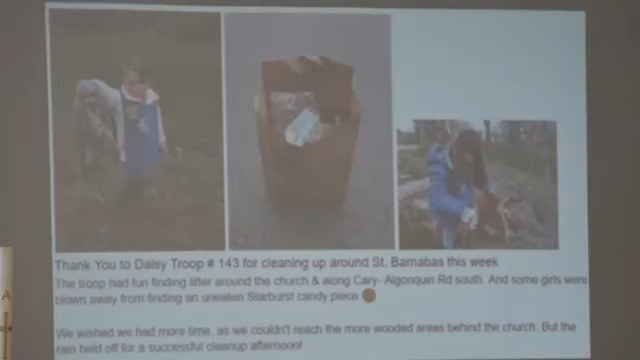 Thank You to Daisy Troop # 143 for cleaning up around St. Barnabas this week
The troop had fun finding litter around the church & along Cary- Algonquin Rd south. And some girls were
blown away from finding an uneaten Starburst candy piece
We wished we had more time, as we couldn't reach the more wooded areas behind the church. But the
rain held off for a successful cleanup afternoon!
A